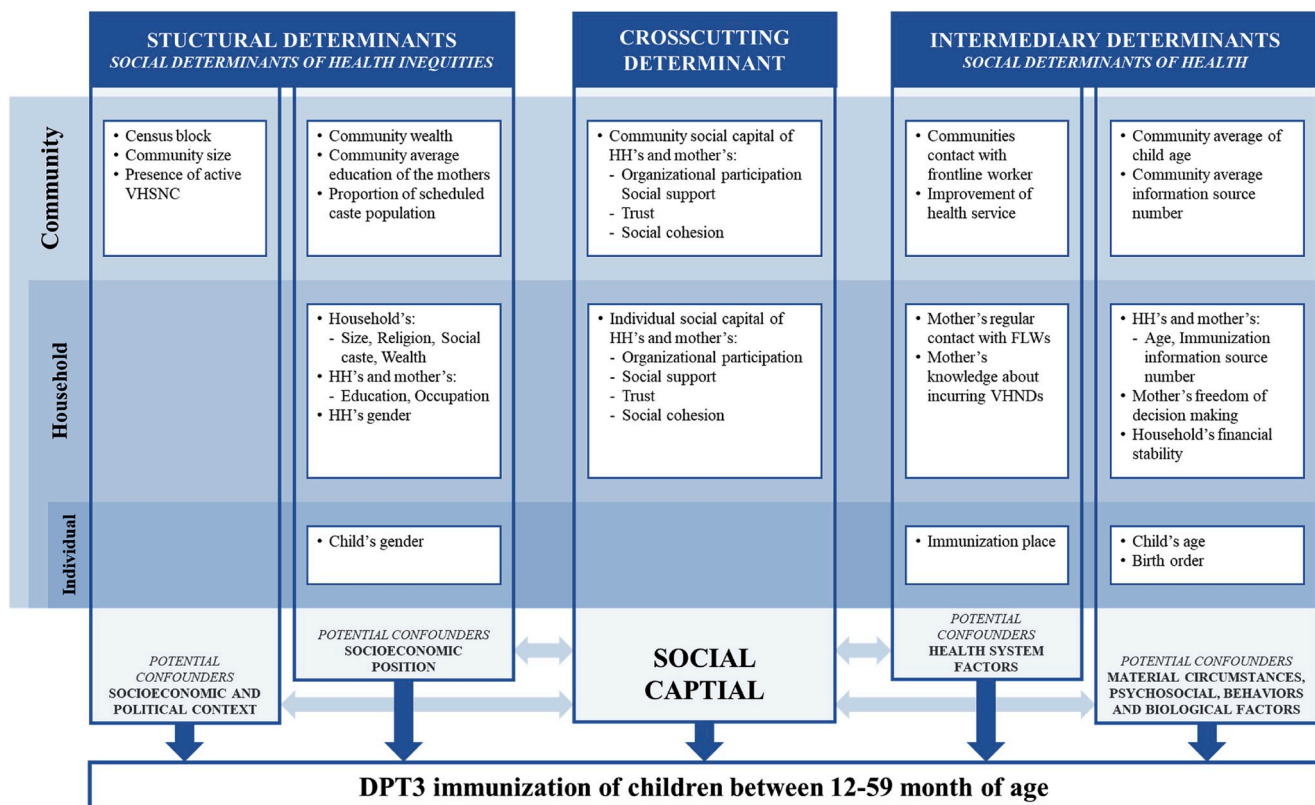 STUCTURAL DETERMINANTS
SOCIAL DETERMINANTS OF HEALTH INEQUITIES
CROSSCUTTING
DETERMINANT
INTERMEDIARY DETERMINANTS
SOCIAL DETERMINANTS OF HEALTH
Community
• Census block
• Community size
• Presence of active
VHSNC
• Community wealth
• Community average
education of the mothers
• Proportion of scheduled
caste population
• Community social capital of
HH's and mother's:
- Organizational participation
Social support
- Trust
- Social cohesion
• Communities
contact with
frontline worker
• Improvement of
health service
• Community average of
child age
• Community average
information source
number
Household
• Household's:
- Size, Religion, Social
caste, Wealth
• HH's and mother's:
- Education, Occupation
• HH's gender
• Individual social capital of
HH's and mother's:
- Organizational participation
- Social support
- Trust
- Social cohesion
• Mother's regular
contact with FLWs
• Mother's
knowledge about
incurring VHNDs
• HH's and mother's:
- Age, Immunization
information source
number
• Mother's freedom of
decision making
• Household's financial
stability
Individual
• Child's gender
• Immunization place
• Child's age
• Birth order
POTENTIAL
CONFOUNDERS
SOCIOECONOMIC AND
POLITICAL CONTEXT
POTENTIAL CONFOUNDERS
SOCIOECONOMIC
POSITION
SOCIAL
CAPTIAL
POTENTIAL
CONFOUNDERS
HEALTH SYSTEM
FACTORS
POTENTIAL CONFOUNDERS
MATERIAL CIRCUMSTANCES,
PSYCHOSOCIAL, BEHAVIORS
AND BIOLOGICAL FACTORS
DPT3 immunization of children between 12-59 month of age